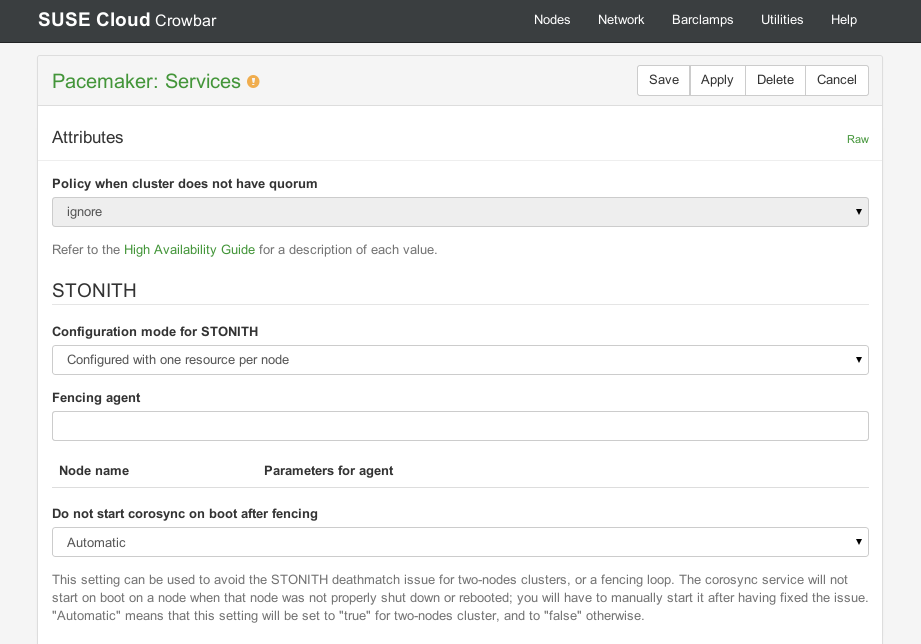 SUSE Cloud Crowbar Nodes Network Barclamps Utilities Help
Pacemaker: Services Save Apply Delete Cancel
Attributes Raw
Policy when cluster does not have quorum
ignore
Refer to the High Availability Guide for a description of each value.
STONITH
Configuration mode for STONITH
Configured with one resource per node
Fencing agent
Node name Parameters for agent
Do not start corosync on boot after fencing
Automatic
This setting can be used to avoid the STONITH deathmatch issue for two-nodes clusters, or a fencing loop. The corosync service will not
start on boot on a node when that node was not properly shut down or rebooted; you will have to manually start it after having fixed the issue.
"Automatic" means that this setting will be set to "true" for two-nodes cluster, and to "false" otherwise.